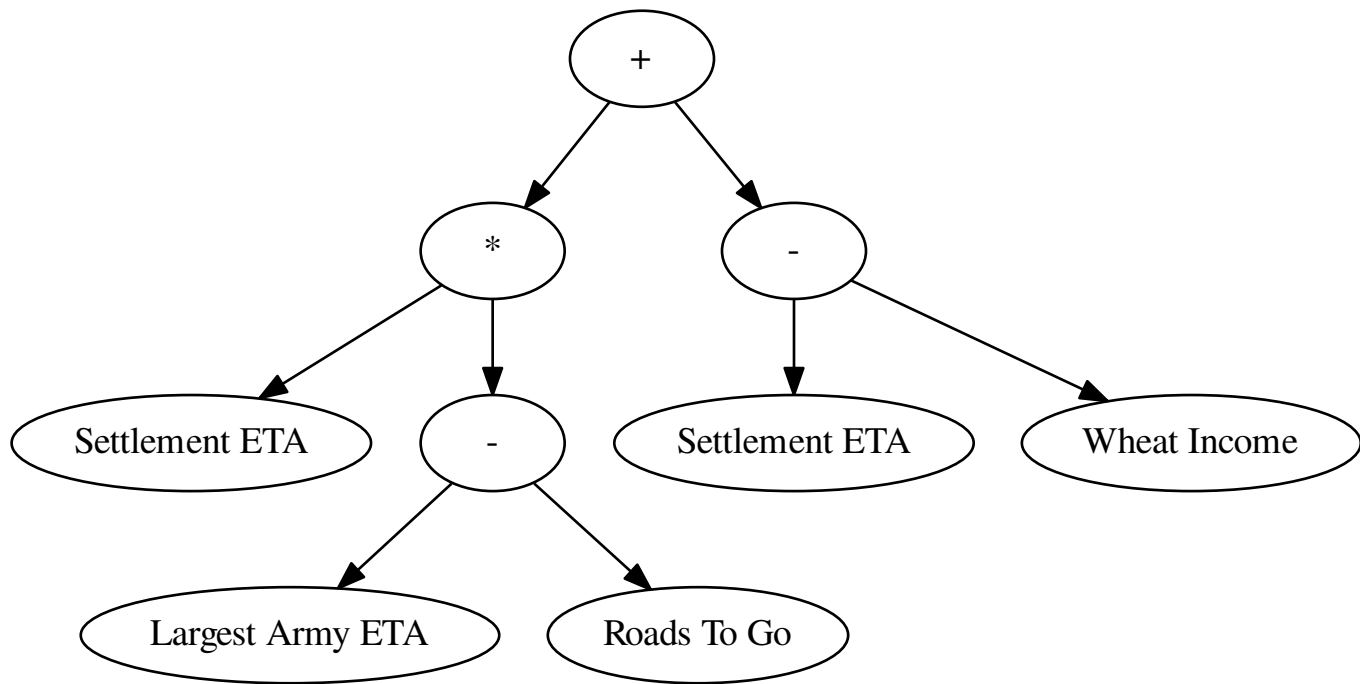 +
*
-
Settlement ETA
-
Settlement ETA
Wheat Income
Largest Army ETA
Roads To Go